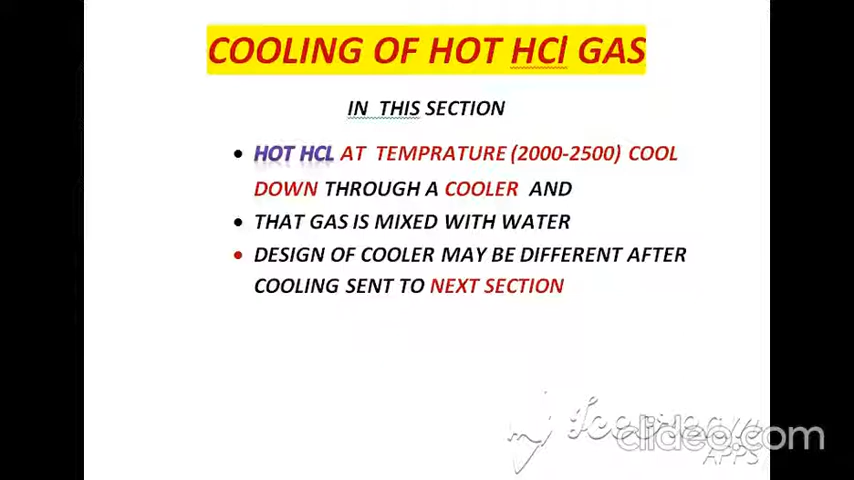 COOLING OF HOT HCl GAS
IN THIS SECTION
• HOT HCL AT TEMPRATURE (2000-2500) COOL
DOWN THROUGH A COOLER AND
• THAT GAS IS MIXED WITH WATER
• DESIGN OF COOLER MAY BE DIFFERENT AFTER
COOLING SENT TO NEXT SECTION
clideo.com
APPS